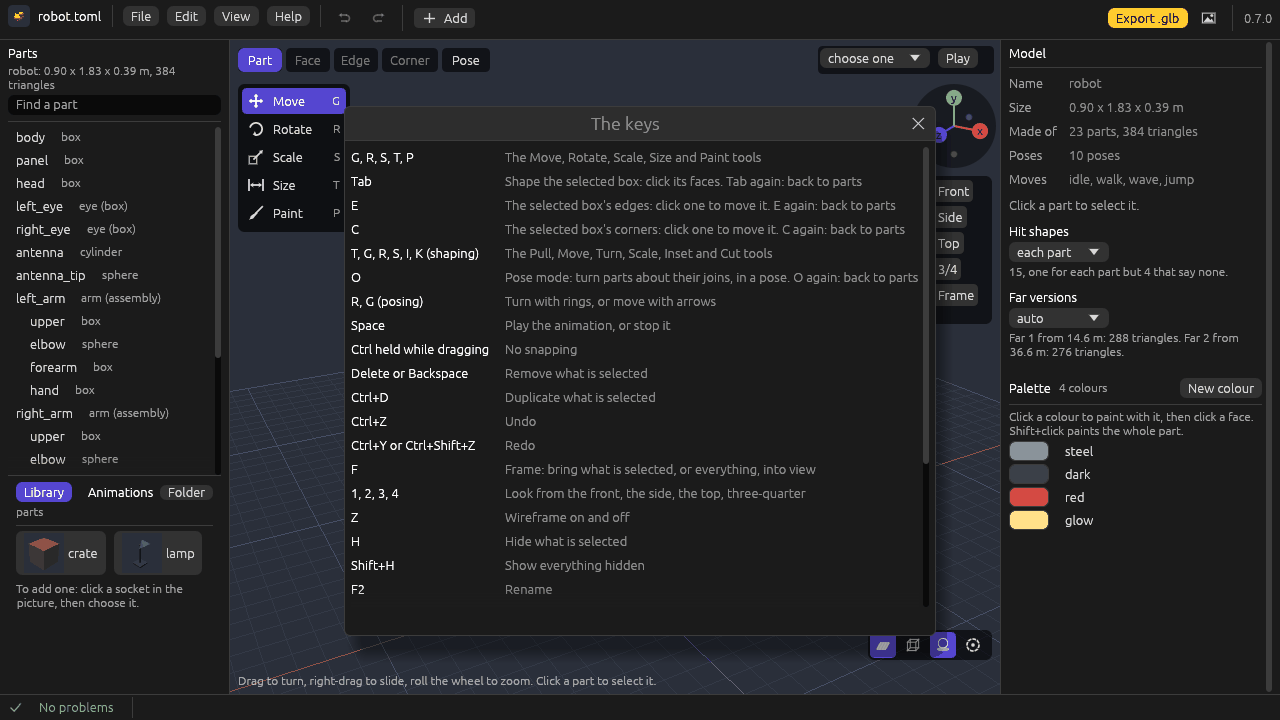 robot.toml File Edit View Help + Add Export .glb 0.7.0
Parts
robot: 0.90 x 1.83 x 0.39 m, 384
triangles
Find a part
body box
panel box
head box
left_eye eye (box)
right_eye eye (box)
antenna cylinder
antenna_tip sphere
left_arm arm (assembly)
upper box
elbow sphere
forearm box
hand box
right_arm arm (assembly)
upper box
elbow sphere
Library Animations Folder
parts
crate lamp
To add one: click a socket in the
picture, then choose it.
Part Face Edge Corner Pose
choose one Play
Move G
Rotate R
Scale S
Size T
Paint P
y
x
Front
Side
Top
3/4
Frame
The keys
G, R, S, T, P The Move, Rotate, Scale, Size and Paint tools
Tab Shape the selected box: click its faces. Tab again: back to parts
E The selected box's edges: click one to move it. E again: back to parts
C The selected box's corners: click one to move it. C again: back to parts
T, G, R, S, I, K (shaping) The Pull, Move, Turn, Scale, Inset and Cut tools
O Pose mode: turn parts about their joins, in a pose. O again: back to parts
R, G (posing) Turn with rings, or move with arrows
Space Play the animation, or stop it
Ctrl held while dragging No snapping
Delete or Backspace Remove what is selected
Ctrl+D Duplicate what is selected
Ctrl+Z Undo
Ctrl+Y or Ctrl+Shift+Z Redo
F Frame: bring what is selected, or everything, into view
1, 2, 3, 4 Look from the front, the side, the top, three-quarter
Z Wireframe on and off
H Hide what is selected
Shift+H Show everything hidden
F2 Rename
Drag to turn, right-drag to slide, roll the wheel to zoom. Click a part to select it.
Model
Name robot
Size 0.90 x 1.83 x 0.39 m
Made of 23 parts, 384 triangles
Poses 10 poses
Moves idle, walk, wave, jump
Click a part to select it.
Hit shapes
each part
15, one for each part but 4 that say none.
Far versions
auto
Far 1 from 14.6 m: 288 triangles. Far 2 from
36.6 m: 276 triangles.
Palette 4 colours New colour
Click a colour to paint with it, then click a face.
Shift+click paints the whole part.
steel
dark
red
glow
No problems